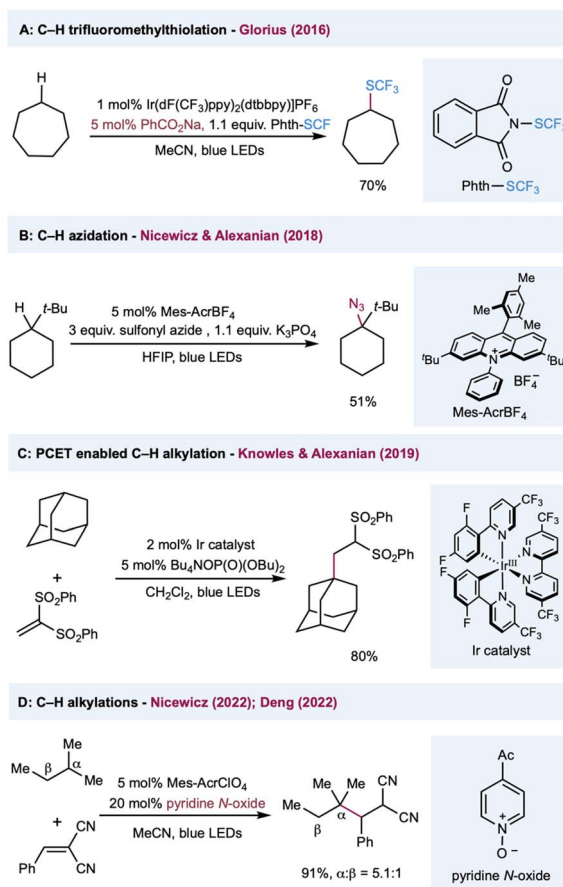 A: C–H trifluoromethylthiolation - Glorius (2016)
H
1 mol% Ir(dF(CF3)ppy)2(dtbbpy)]PF6
5 mol% PhCO2Na, 1.1 equiv. Phth-SCF
MeCN, blue LEDs
SCF3
70%
O
N
SCF3
O
Phth—SCF3
B: C–H azidation - Nicewicz & Alexanian (2018)
H
t-Bu
5 mol% Mes-AcrBF4
3 equiv. sulfonyl azide , 1.1 equiv. K3PO4
HFIP, blue LEDs
N3
t-Bu
51%
Me
Me
Me
tBu
N+
tBu
BF4−
Mes-AcrBF4
C: PCET enabled C–H alkylation - Knowles & Alexanian (2019)
+
SO2Ph
SO2Ph
2 mol% Ir catalyst
5 mol% Bu4NOP(O)(OBu)2
CH2Cl2, blue LEDs
SO2Ph
SO2Ph
80%
CF3
F
N
CF3
F
N
IrIII
F
N
N
F
CF3
CF3
Ir catalyst
D: C–H alkylations - Nicewicz (2022); Deng (2022)
Me
β
α
Me
Me
+
CN
Ph
CN
5 mol% Mes-AcrClO4
20 mol% pyridine N-oxide
MeCN, blue LEDs
Me
Me
CN
Me
α
CN
β
Ph
91%, α:β = 5.1:1
Ac
N+
O−
pyridine N-oxide